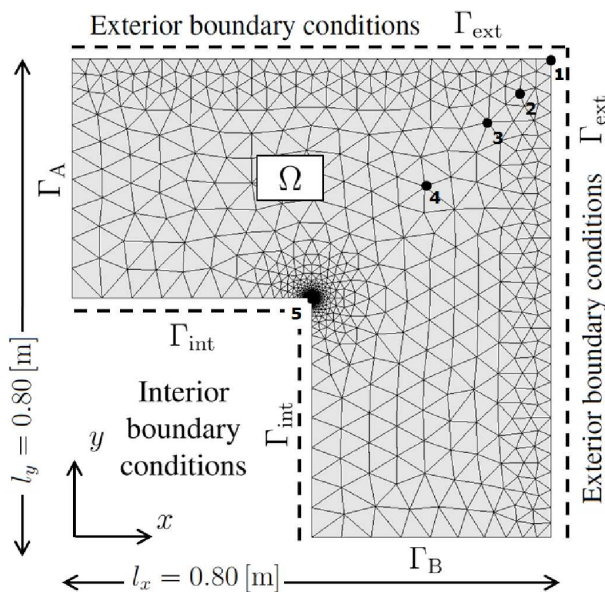 Exterior boundary conditions Γext
1
2
Γext
3
ΓA
Ω
4
5
Γint
Exterior boundary conditions
ly = 0.80 [m]
Interior
boundary
conditions
Γint
y
x
ΓB
lx = 0.80 [m]